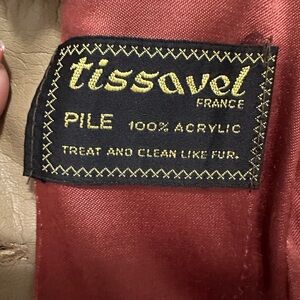 tissavel
FRANCE
PILE 100% ACRYLIC
TREAT AND CLEAN LIKE FUR.